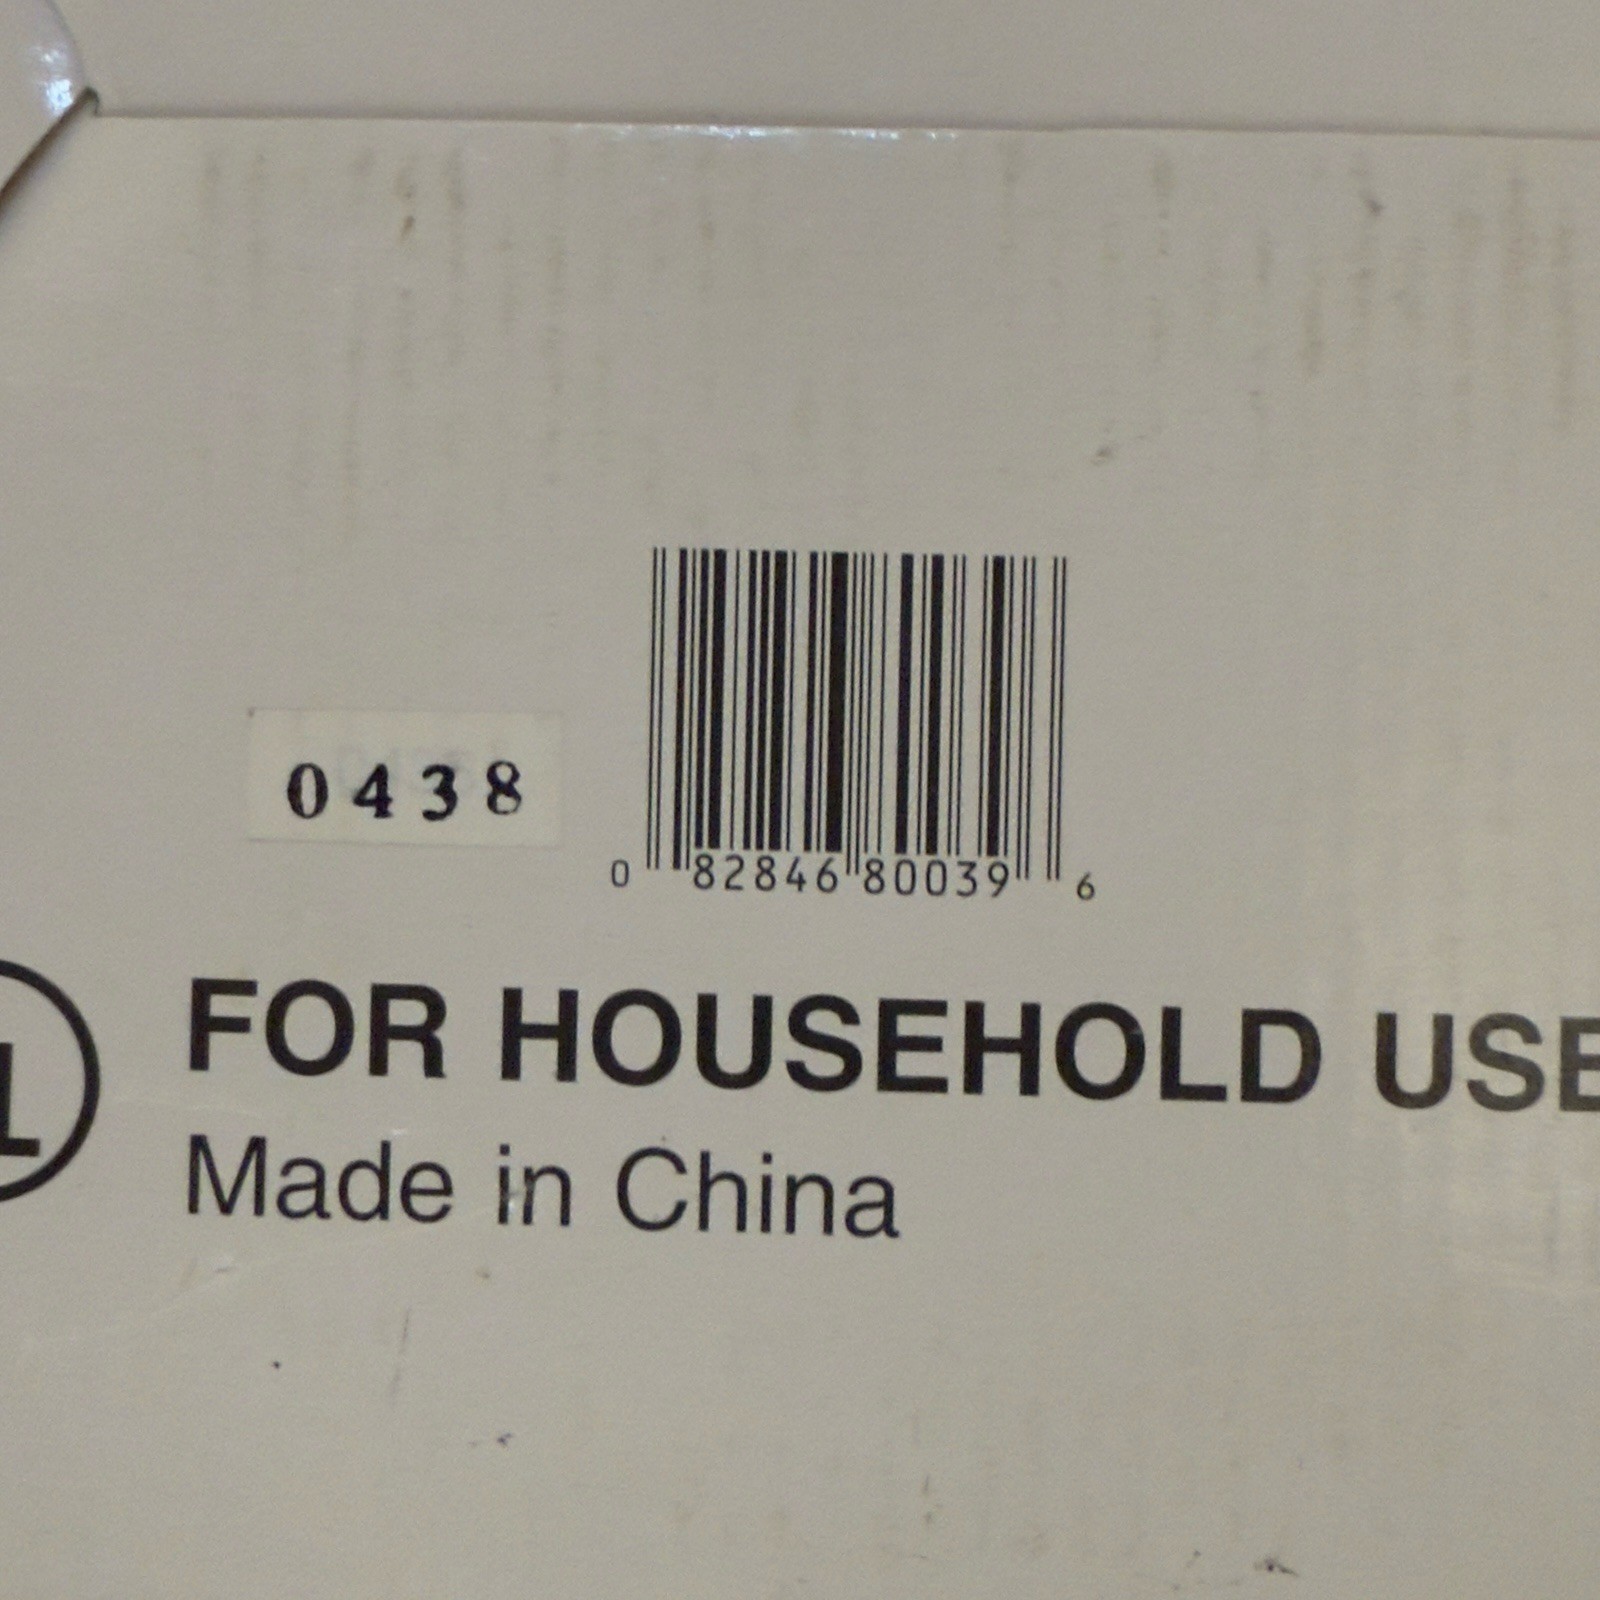 0438
0 82846 80039 6
L
FOR HOUSEHOLD USE
Made in China